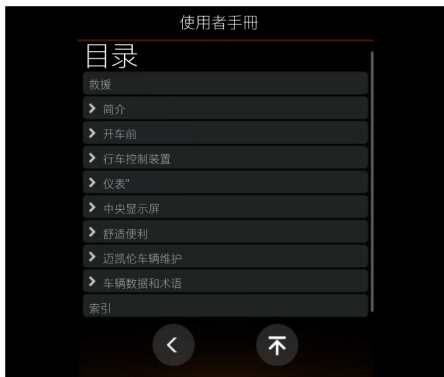 使用者手冊
目录
救援
简介
开车前
行车控制装置
仪表"
中央显示屏
舒适便利
迈凯伦车辆维护
车辆数据和术语
索引